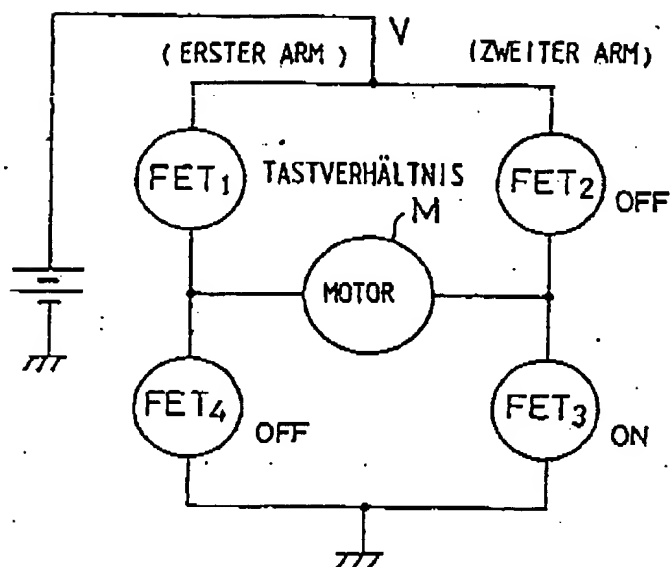 V
(ERSTER ARM) (ZWEITER ARM)
FET1 TASTVERHÄLTNIS FET2 OFF
M
MOTOR
FET4 OFF FET3 ON